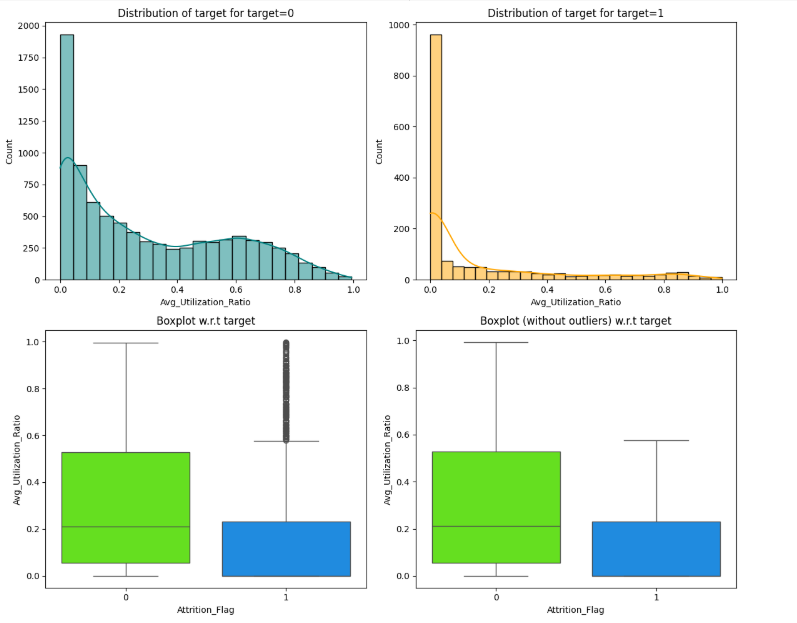 Distribution of target for target=0
2000
1750
1500
1250
1000
750
500
250
0
Count
0.0 0.2 0.4 0.6 0.8 1.0
Avg_Utilization_Ratio
Distribution of target for target=1
1000
800
600
400
200
0
Count
0.0 0.2 0.4 0.6 0.8 1.0
Avg_Utilization_Ratio
Boxplot w.r.t target
1.0
0.8
0.6
0.4
0.2
0.0
Avg_Utilization_Ratio
0 1
Attrition_Flag
Boxplot (without outliers) w.r.t target
1.0
0.8
0.6
0.4
0.2
0.0
Avg_Utilization_Ratio
0 1
Attrition_Flag